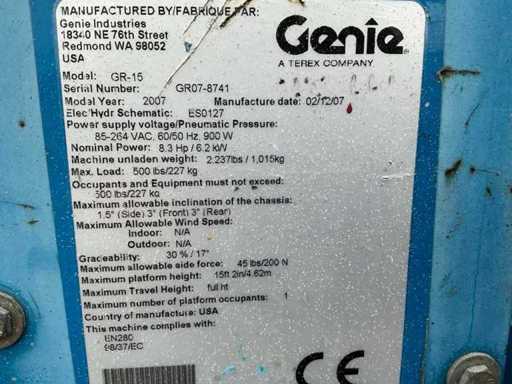 MANUFACTURED BY/FABRIQUE PAR:
Genie Industries
18340 NE 76th Street
Redmond WA 98052
USA
Genie
A TEREX COMPANY
Model: GR-15
Serial Number: GR07-8741
Model Year: 2007 Manufacture date: 02/12/07
Elec/Hydr Schematic: ES0127
Power supply voltage/Pneumatic Pressure:
85-264 VAC, 60/50 Hz, 900 W
Nominal Power: 8.3 Hp / 6.2 kW
Machine unladen weight: 2,237lbs / 1,015kg
Max. Load: 500 lbs/227 kg
Occupants and Equipment must not exceed:
500 lbs/227 kg
Maximum allowable inclination of the chassis:
1.5° (Side) 3° (Front) 3° (Rear)
Maximum Allowable Wind Speed:
Indoor: N/A
Outdoor: N/A
Gradeability: 30 % / 17°
Maximum allowable side force: 45 lbs/200 N
Maximum platform height: 15ft 2in/4.62m
Maximum Travel Height: full ht
Maximum number of platform occupants: 1
Country of manufacture: USA
This machine complies with:
EN280
98/37/EC
CE